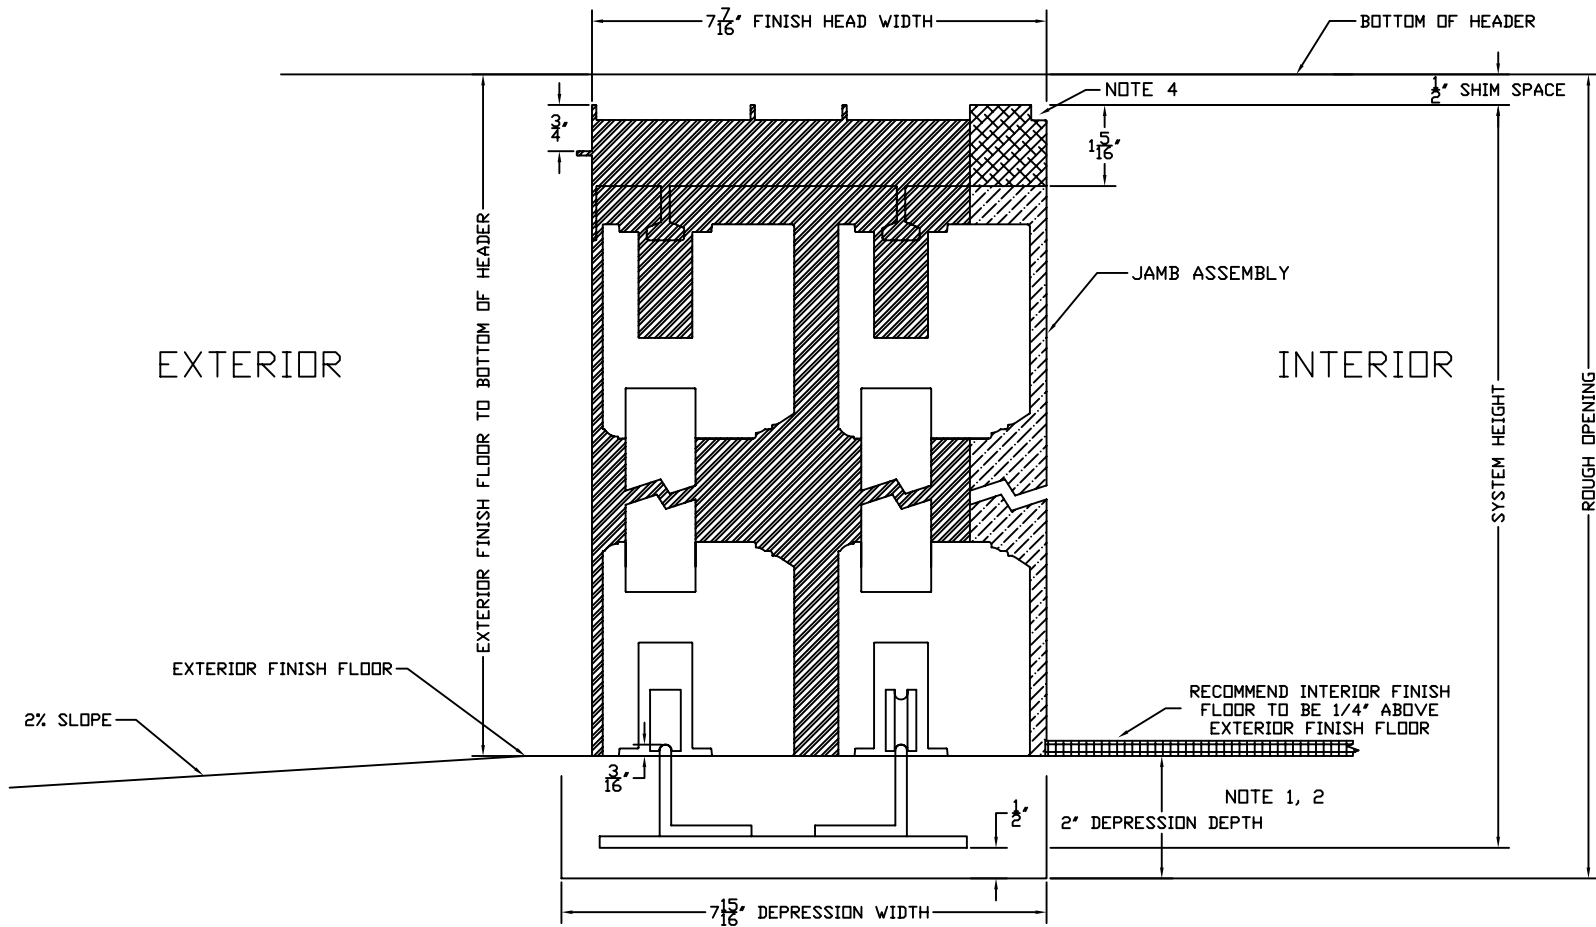 7 7/16" FINISH HEAD WIDTH
BOTTOM OF HEADER
NOTE 4
1/2" SHIM SPACE
3/4"
1 5/16"
EXTERIOR FINISH FLOOR TO BOTTOM OF HEADER
JAMB ASSEMBLY
EXTERIOR
INTERIOR
SYSTEM HEIGHT
ROUGH OPENING
EXTERIOR FINISH FLOOR
2% SLOPE
RECOMMEND INTERIOR FINISH
FLOOR TO BE 1/4" ABOVE
EXTERIOR FINISH FLOOR
3/16"
NOTE 1, 2
1/2"
2" DEPRESSION DEPTH
7 15/16" DEPRESSION WIDTH